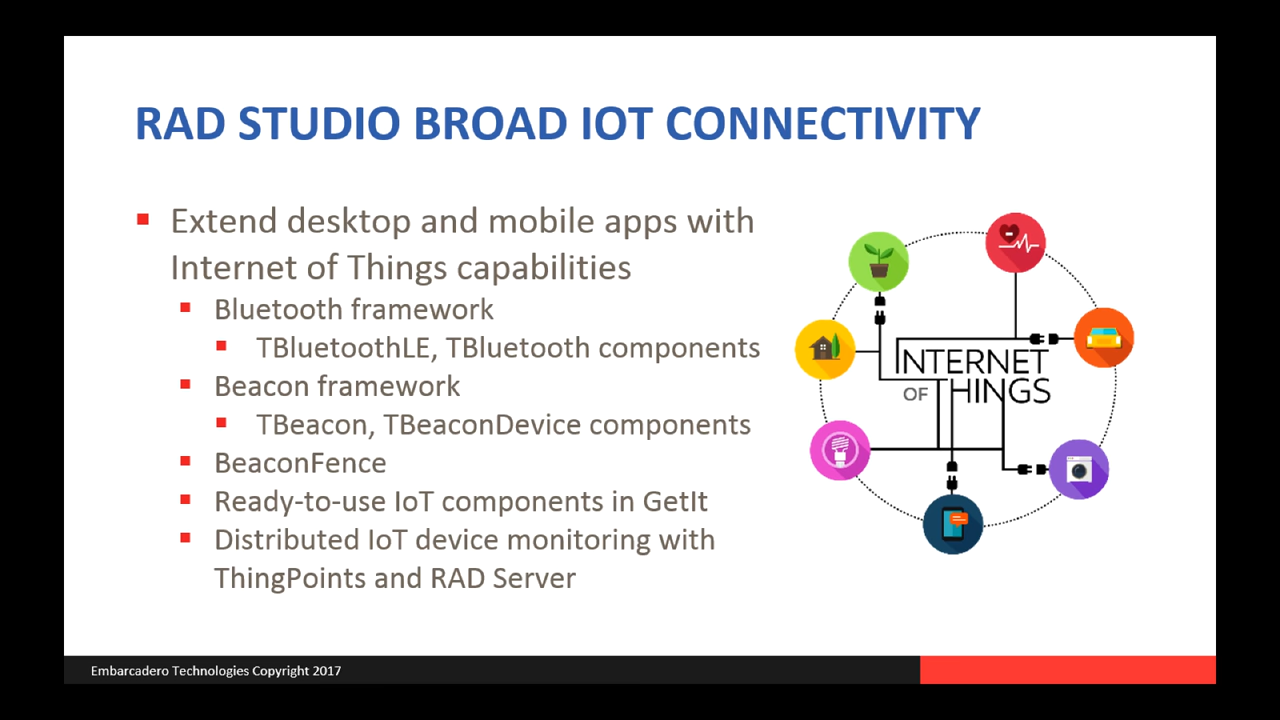 RAD STUDIO BROAD IOT CONNECTIVITY
Extend desktop and mobile apps with
Internet of Things capabilities
Bluetooth framework
TBluetoothLE, TBluetooth components
Beacon framework
TBeacon, TBeaconDevice components
BeaconFence
Ready-to-use IoT components in GetIt
Distributed IoT device monitoring with
ThingPoints and RAD Server
INTERNET
OF THINGS
Embarcadero Technologies Copyright 2017